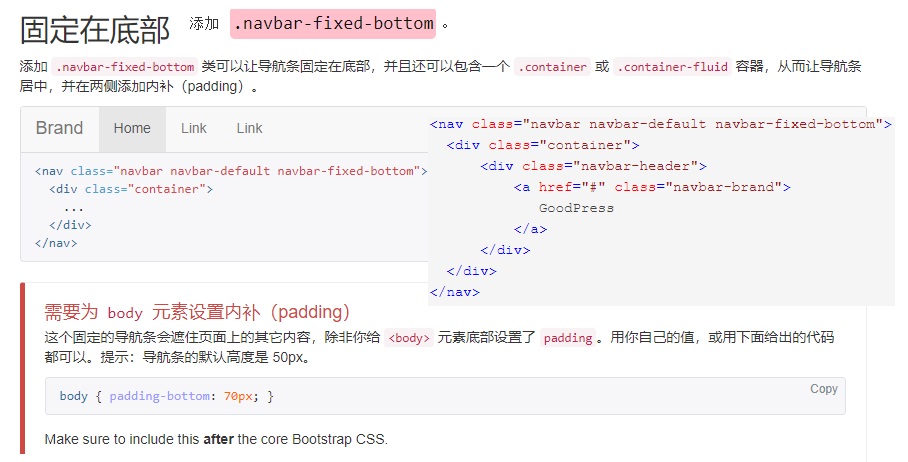 固定在底部 添加 .navbar-fixed-bottom 。
添加 .navbar-fixed-bottom 类可以让导航条固定在底部，并且还可以包含一个 .container 或 .container-fluid 容器，从而让导航条
居中，并在两侧添加内补（padding）。
Brand Home Link Link
<nav class="navbar navbar-default navbar-fixed-bottom">
<div class="container">
...
</div>
</nav>
<nav class="navbar navbar-default navbar-fixed-bottom">
<div class="container">
<div class="navbar-header">
<a href="#" class="navbar-brand">
GoodPress
</a>
</div>
</div>
</nav>
需要为 body 元素设置内补（padding）
这个固定的导航条会遮住页面上的其它内容，除非你给 <body> 元素底部设置了 padding 。用你自己的值，或用下面给出的代码
都可以。提示：导航条的默认高度是 50px。
body { padding-bottom: 70px; }
Copy
Make sure to include this after the core Bootstrap CSS.